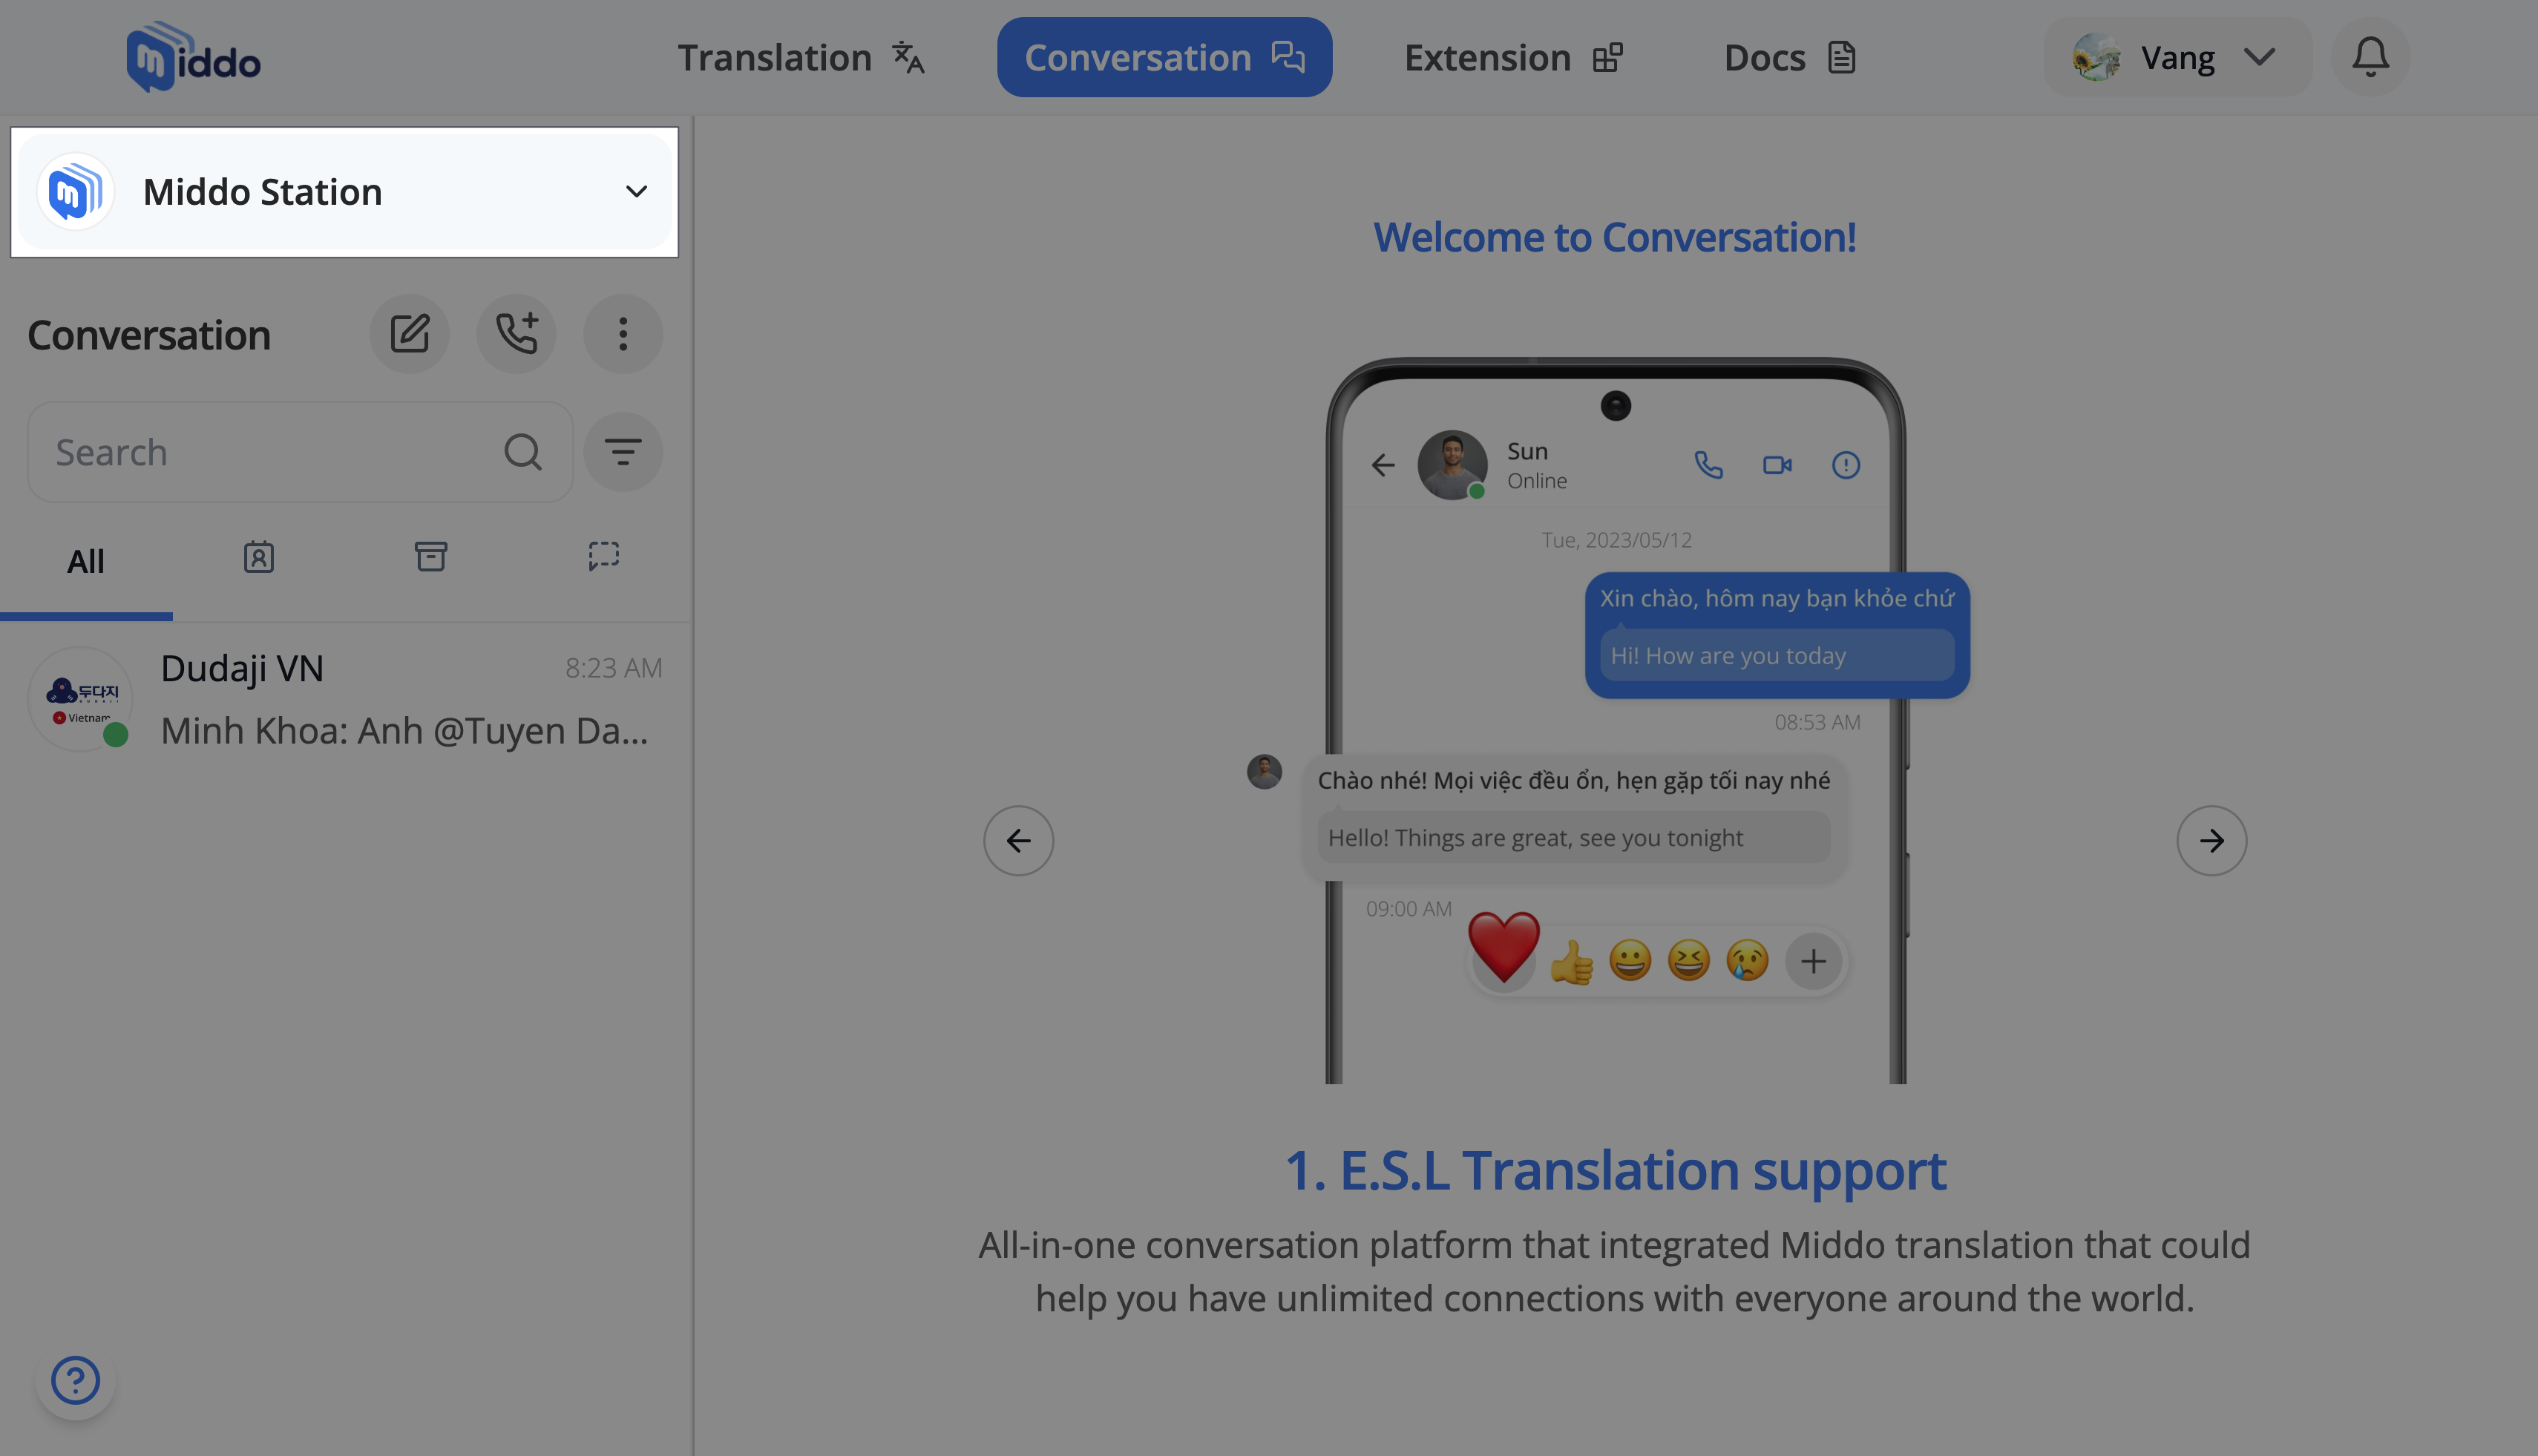 middo
Translation
Conversation
Extension
Docs
Vang
Middo Station
Conversation
Search
All
Dudaji VN
8:23 AM
두다지
DUDAJI
Vietnam
Minh Khoa: Anh @Tuyen Da...
Welcome to Conversation!
Sun
Online
Tue, 2023/05/12
Xin chào, hôm nay bạn khỏe chứ
Hi! How are you today
08:53 AM
Chào nhé! Mọi việc đều ổn, hẹn gặp tối nay nhé
Hello! Things are great, see you tonight
09:00 AM
1. E.S.L Translation support
All-in-one conversation platform that integrated Middo translation that could
help you have unlimited connections with everyone around the world.